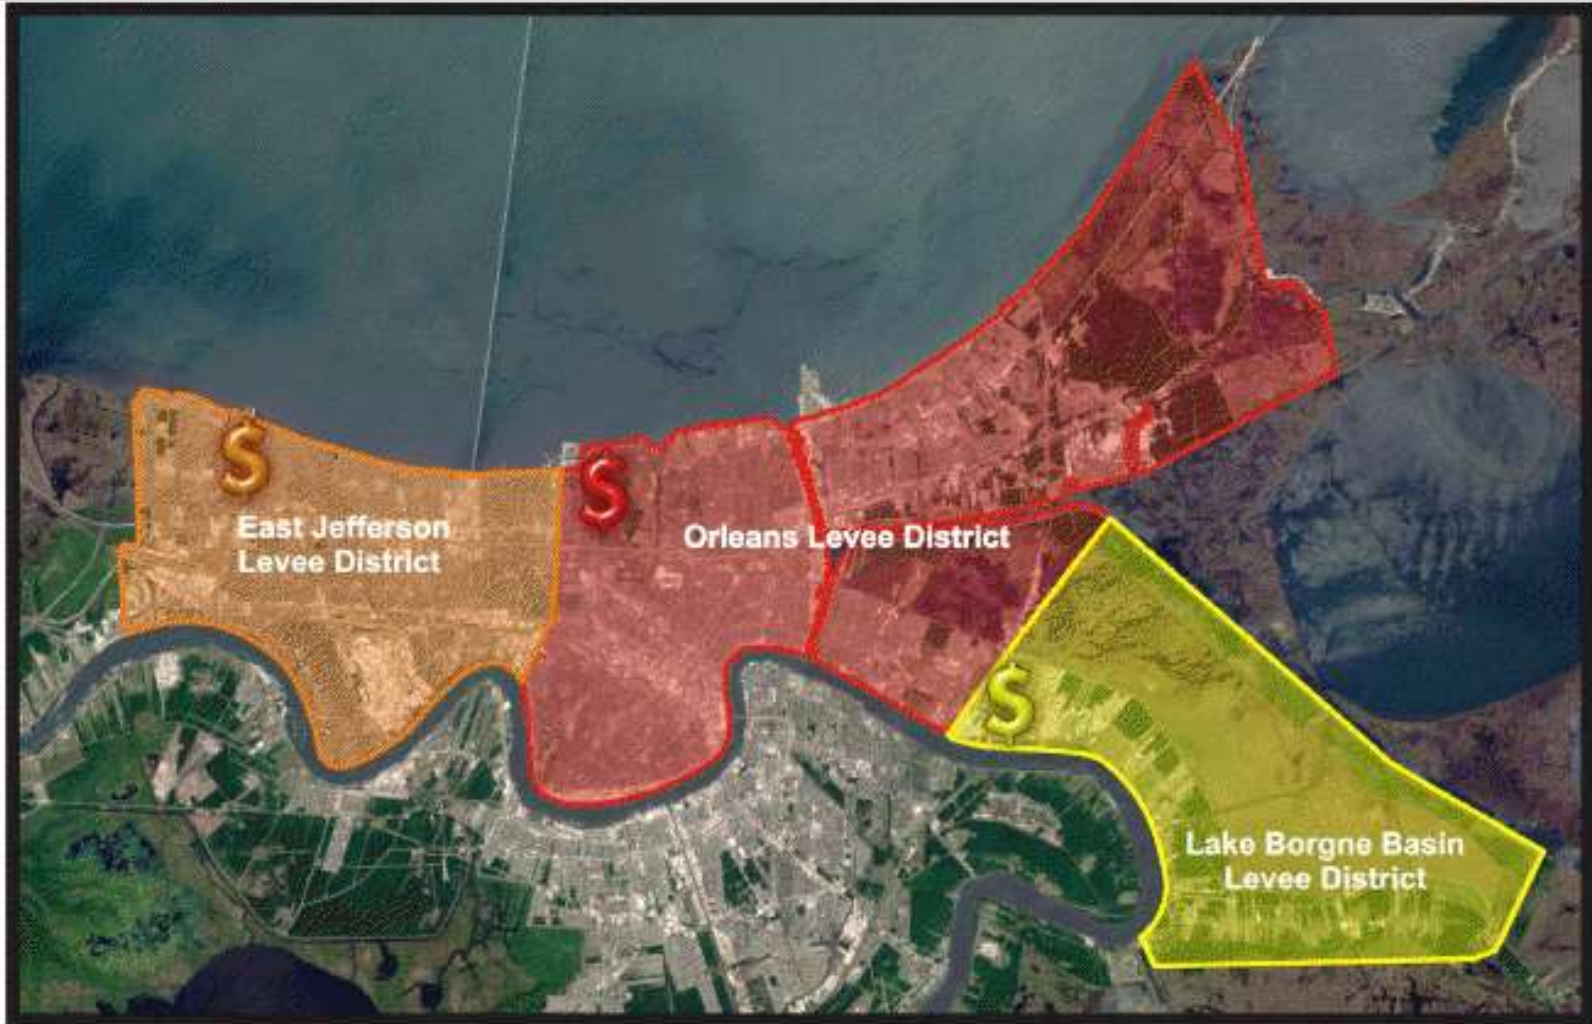 $
East Jefferson
Levee District
$
Orleans Levee District
$
Lake Borgne Basin
Levee District